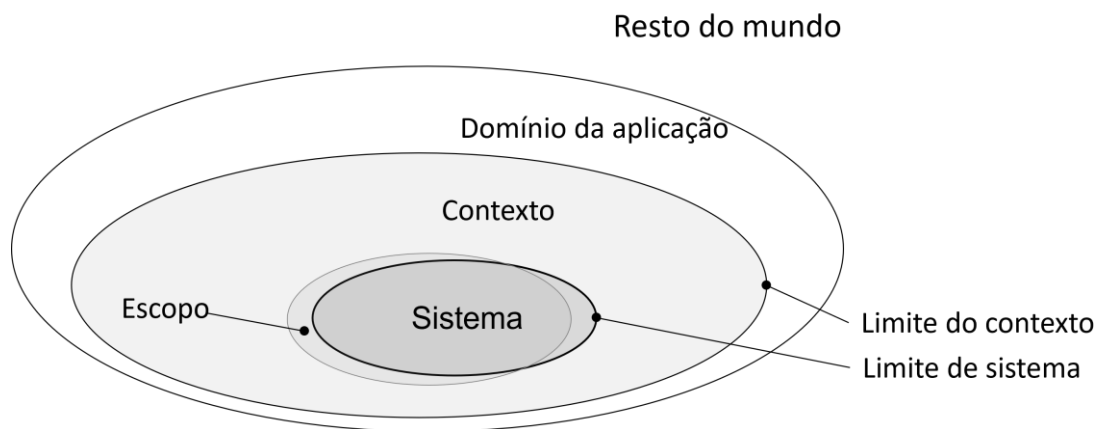 Resto do mundo
Domínio da aplicação
Contexto
Escopo
Sistema
Limite do contexto
Limite de sistema